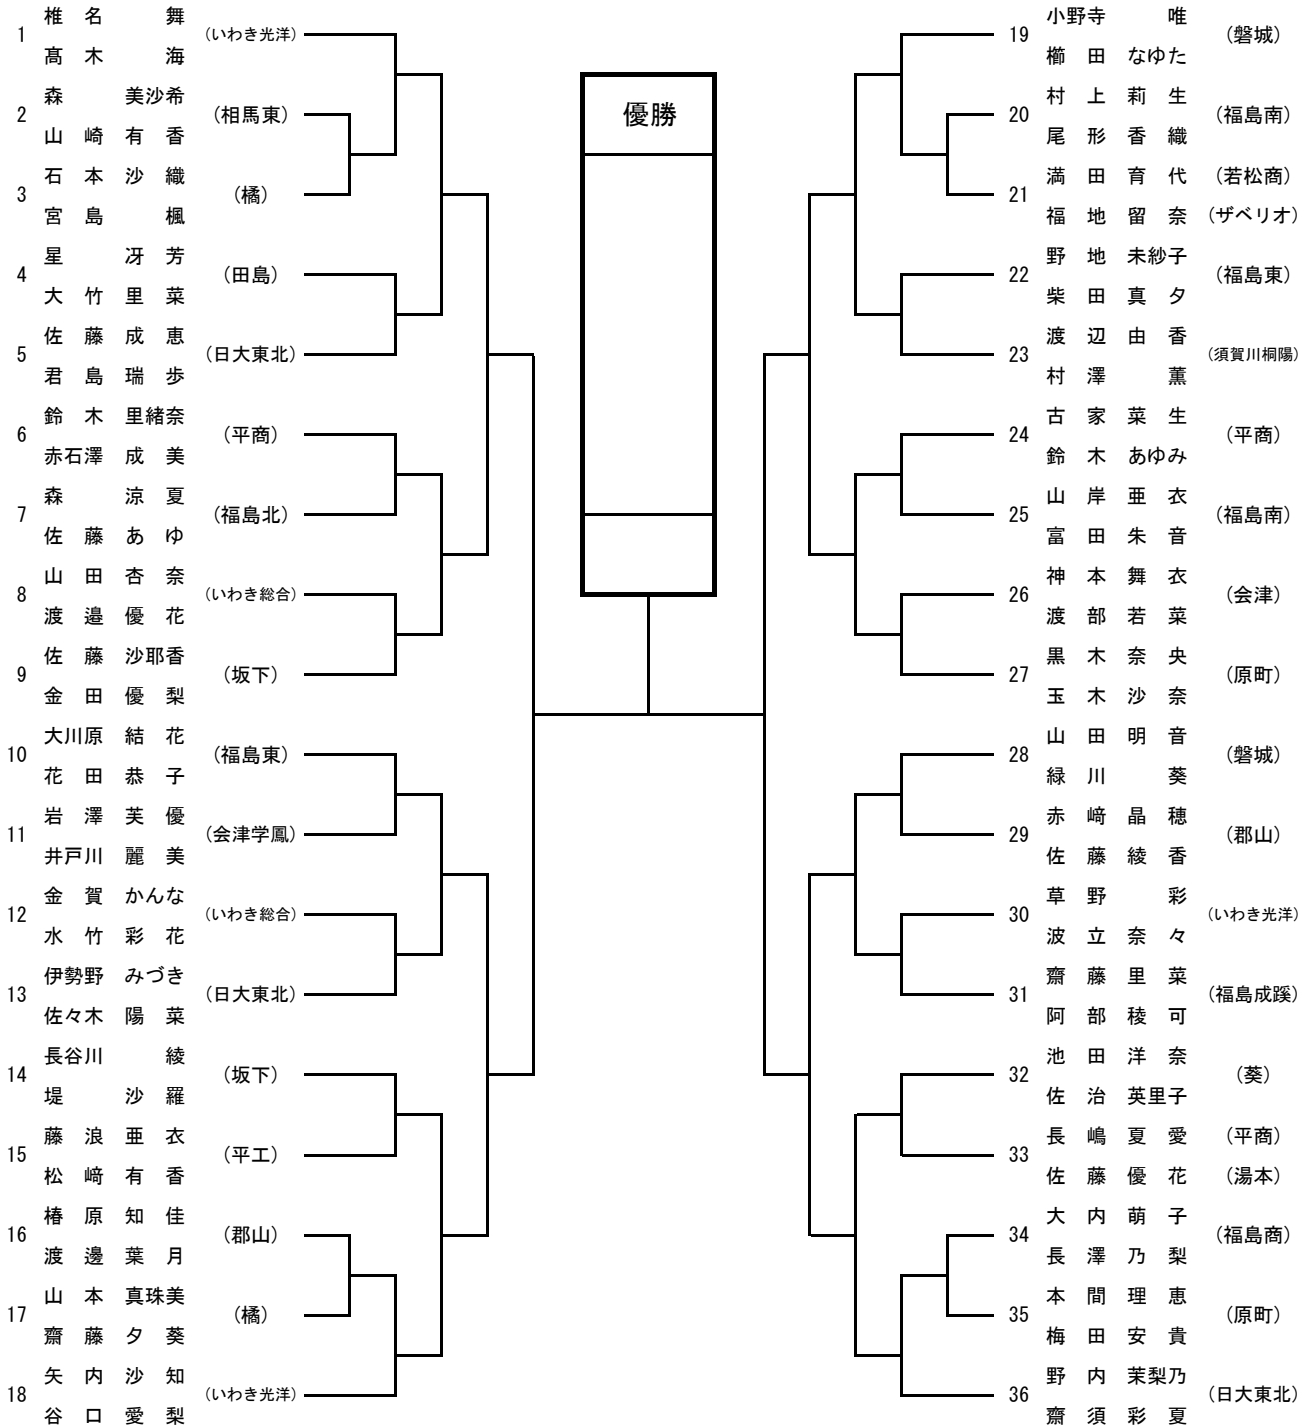 椎名 舞
1 (いわき光洋)
髙木 海
森 美沙希
2 (相馬東)
山崎有香
石本沙織
3 (橘)
宮島 楓
星 冴芳
4 (田島)
大竹里菜
佐藤成恵
5 (日大東北)
君島瑞歩
鈴木里緒奈
6 (平商)
赤石澤成美
森 涼夏
7 (福島北)
佐藤あゆ
山田杏奈
8 (いわき総合)
渡邉優花
佐藤沙耶香
9 (坂下)
金田優梨
大川原結花
10 (福島東)
花田恭子
岩澤芙優
11 (会津学鳳)
井戸川麗美
金賀かんな
12 (いわき総合)
水竹彩花
伊勢野みづき
13 (日大東北)
佐々木陽菜
長谷川 綾
14 (坂下)
堤 沙羅
藤浪亜衣
15 (平工)
松﨑有香
椿原知佳
16 (郡山)
渡邊葉月
山本真珠美
17 (橘)
齋藤夕葵
矢内沙知
18 (いわき光洋)
谷口愛梨
優勝
小野寺 唯
19 (磐城)
櫛田なゆた
村上莉生
20 (福島南)
尾形香織
満田育代 (若松商)
21
福地留奈 (ザベリオ)
野地未紗子
22 (福島東)
柴田真夕
渡辺由香
23 (須賀川桐陽)
村澤 薫
古家菜生
24 (平商)
鈴木あゆみ
山岸亜衣
25 (福島南)
富田朱音
神本舞衣
26 (会津)
渡部若菜
黒木奈央
27 (原町)
玉木沙奈
山田明音
28 (磐城)
緑川 葵
赤﨑晶穂
29 (郡山)
佐藤綾香
草野 彩
30 (いわき光洋)
波立奈々
齋藤里菜
31 (福島成蹊)
阿部稜可
池田洋奈
32 (葵)
佐治英里子
長嶋夏愛 (平商)
33
佐藤優花 (湯本)
大内萌子
34 (福島商)
長澤乃梨
本間理恵
35 (原町)
梅田安貴
野内茉梨乃
36 (日大東北)
齋須彩夏